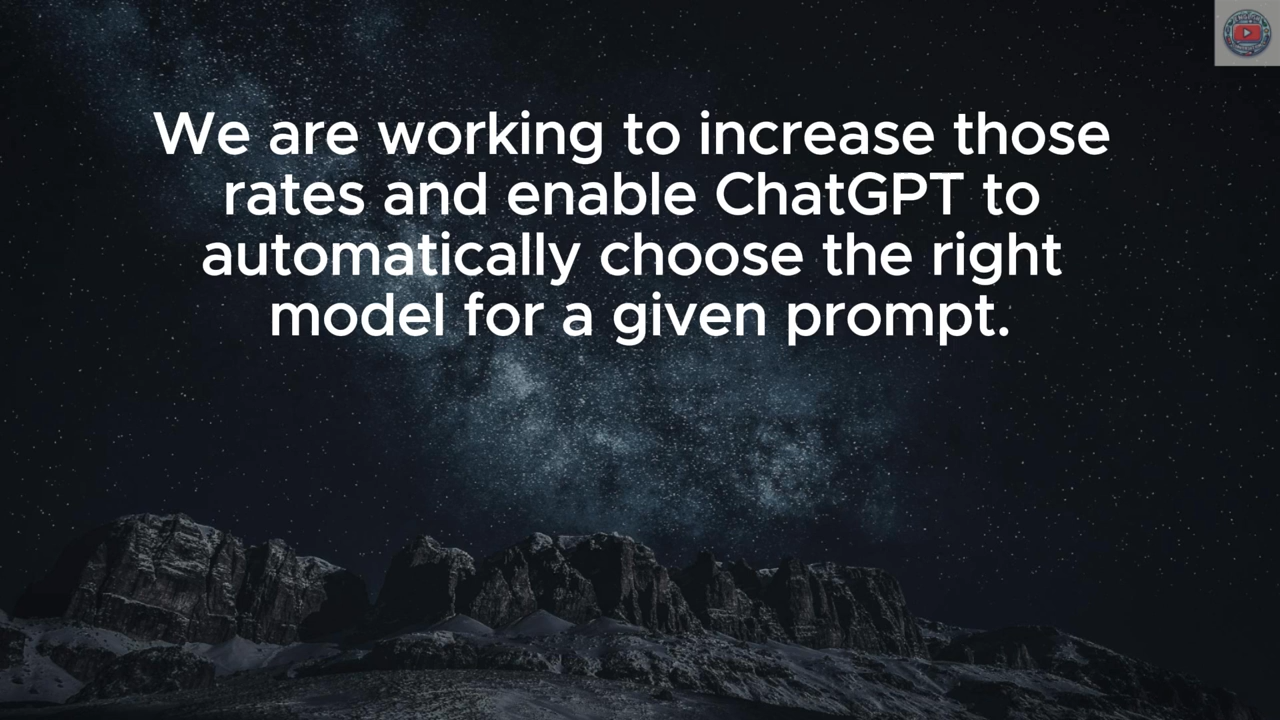 We are working to increase those
rates and enable ChatGPT to
automatically choose the right
model for a given prompt.